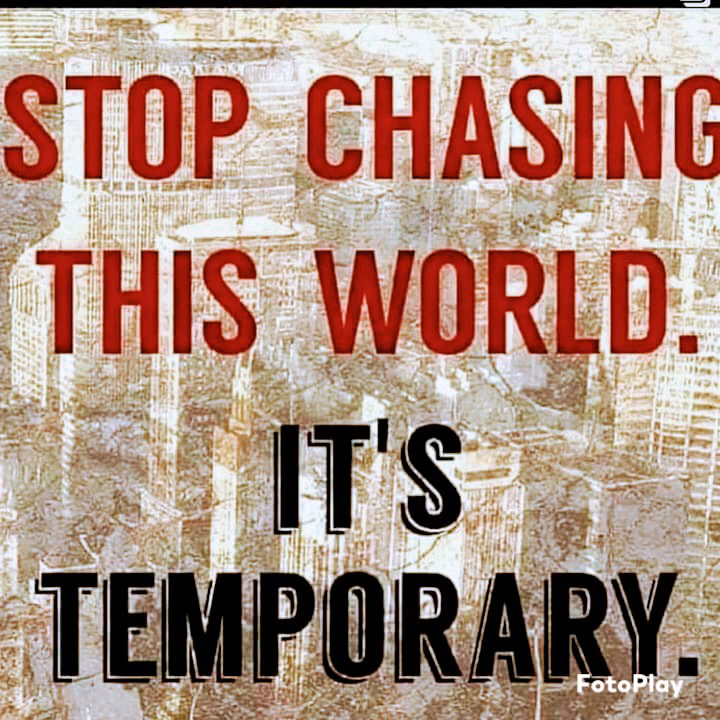 STOP CHASING
THIS WORLD.
IT'S
TEMPORARY.
FotoPlay